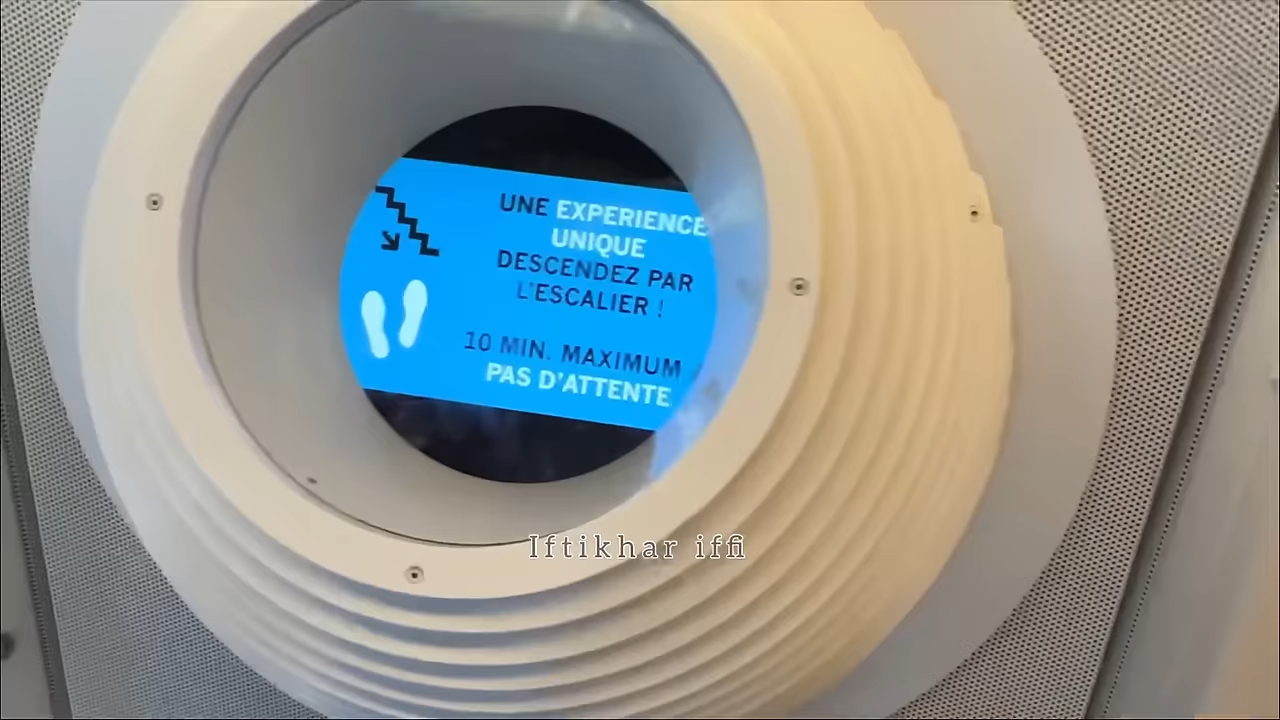 UNE EXPERIENCE
UNIQUE
DESCENDEZ PAR
L'ESCALIER !
10 MIN. MAXIMUM
PAS D'ATTENTE
Iftikhar iffi